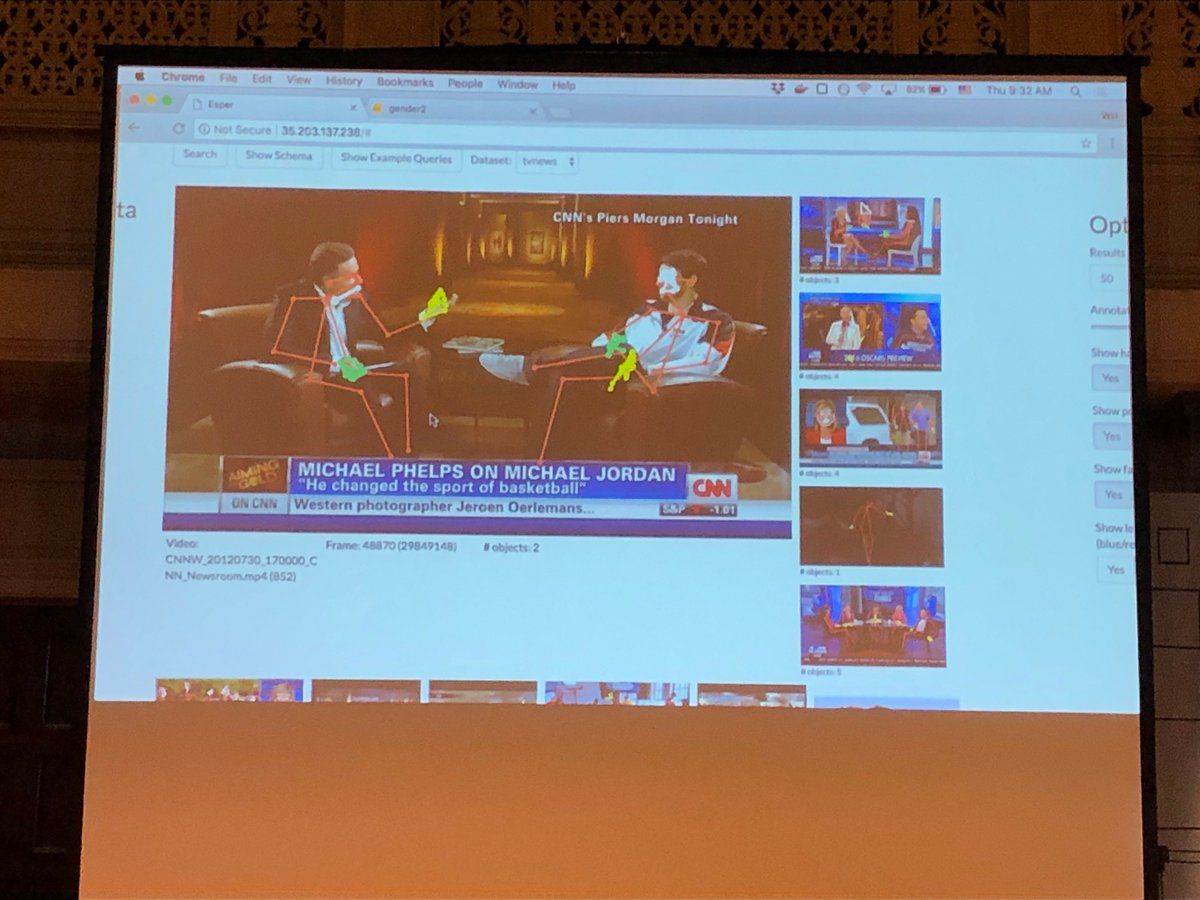 Chrome File Edit View History Bookmarks People Window Help
82% Thu 9:32 AM
Esper
gender2
Not Secure 35.203.137.238/#
Search Show Schema Show Example Queries Dataset: tvnews
ta
CNN's Piers Morgan Tonight
AIMING GOLD
ON CNN
MICHAEL PHELPS ON MICHAEL JORDAN
"He changed the sport of basketball"
CNN
Western photographer Jeroen Oerlemans...
S&P -1.01
Video:
CNNW_20120730_170000_C
NN_Newsroom.mp4 (852)
Frame: 48870 (29849148)
# objects: 2
# objects: 3
OSCARS PREVIEW
# objects: 4
# objects: 4
# objects: 1
# objects: 5
Opt
Results
50
Annota
Show ha
Yes
Show po
Yes
Show fa
Yes
Show le
(blue/re
Yes